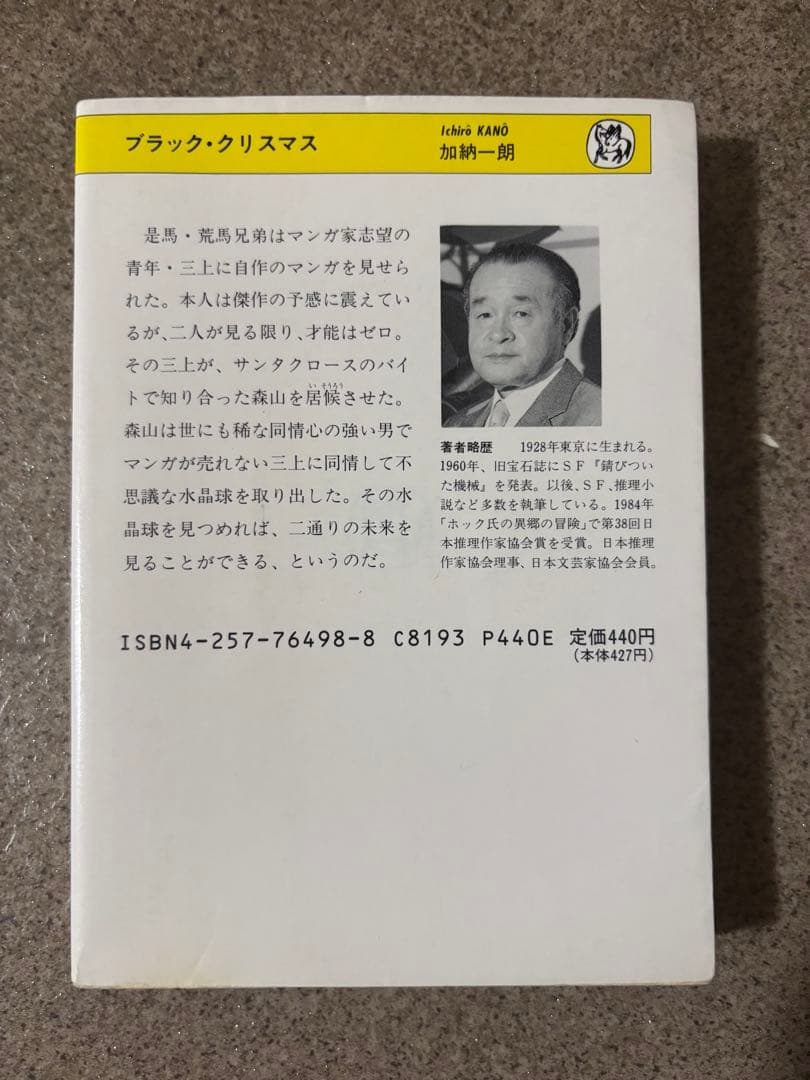 ブラック・クリスマス
Ichirô KANÔ
加納一朗
是馬・荒馬兄弟はマンガ家志望の
青年・三上に自作のマンガを見せら
れた。本人は傑作の予感に震えてい
るが、二人が見る限り、才能はゼロ。
その三上が、サンタクロースのバイ
いそうろう
トで知り合った森山を居候させた。
森山は世にも稀な同情心の強い男で
マンガが売れない三上に同情して不
思議な水晶球を取り出した。その水
晶球を見つめれば、二通りの未来を
見ることができる、というのだ。
著者略歴 1928年東京に生まれる。
1960年、旧宝石誌にＳＦ『錆びつい
た機械』を発表。以後、ＳＦ、推理小
説など多数を執筆している。1984年
「ホック氏の異郷の冒険」で第38回日
本推理作家協会賞を受賞。日本推理
作家協会理事、日本文芸家協会会員。
ISBN4-257-76498-8 C8193 P440E 定価440円
(本体427円)